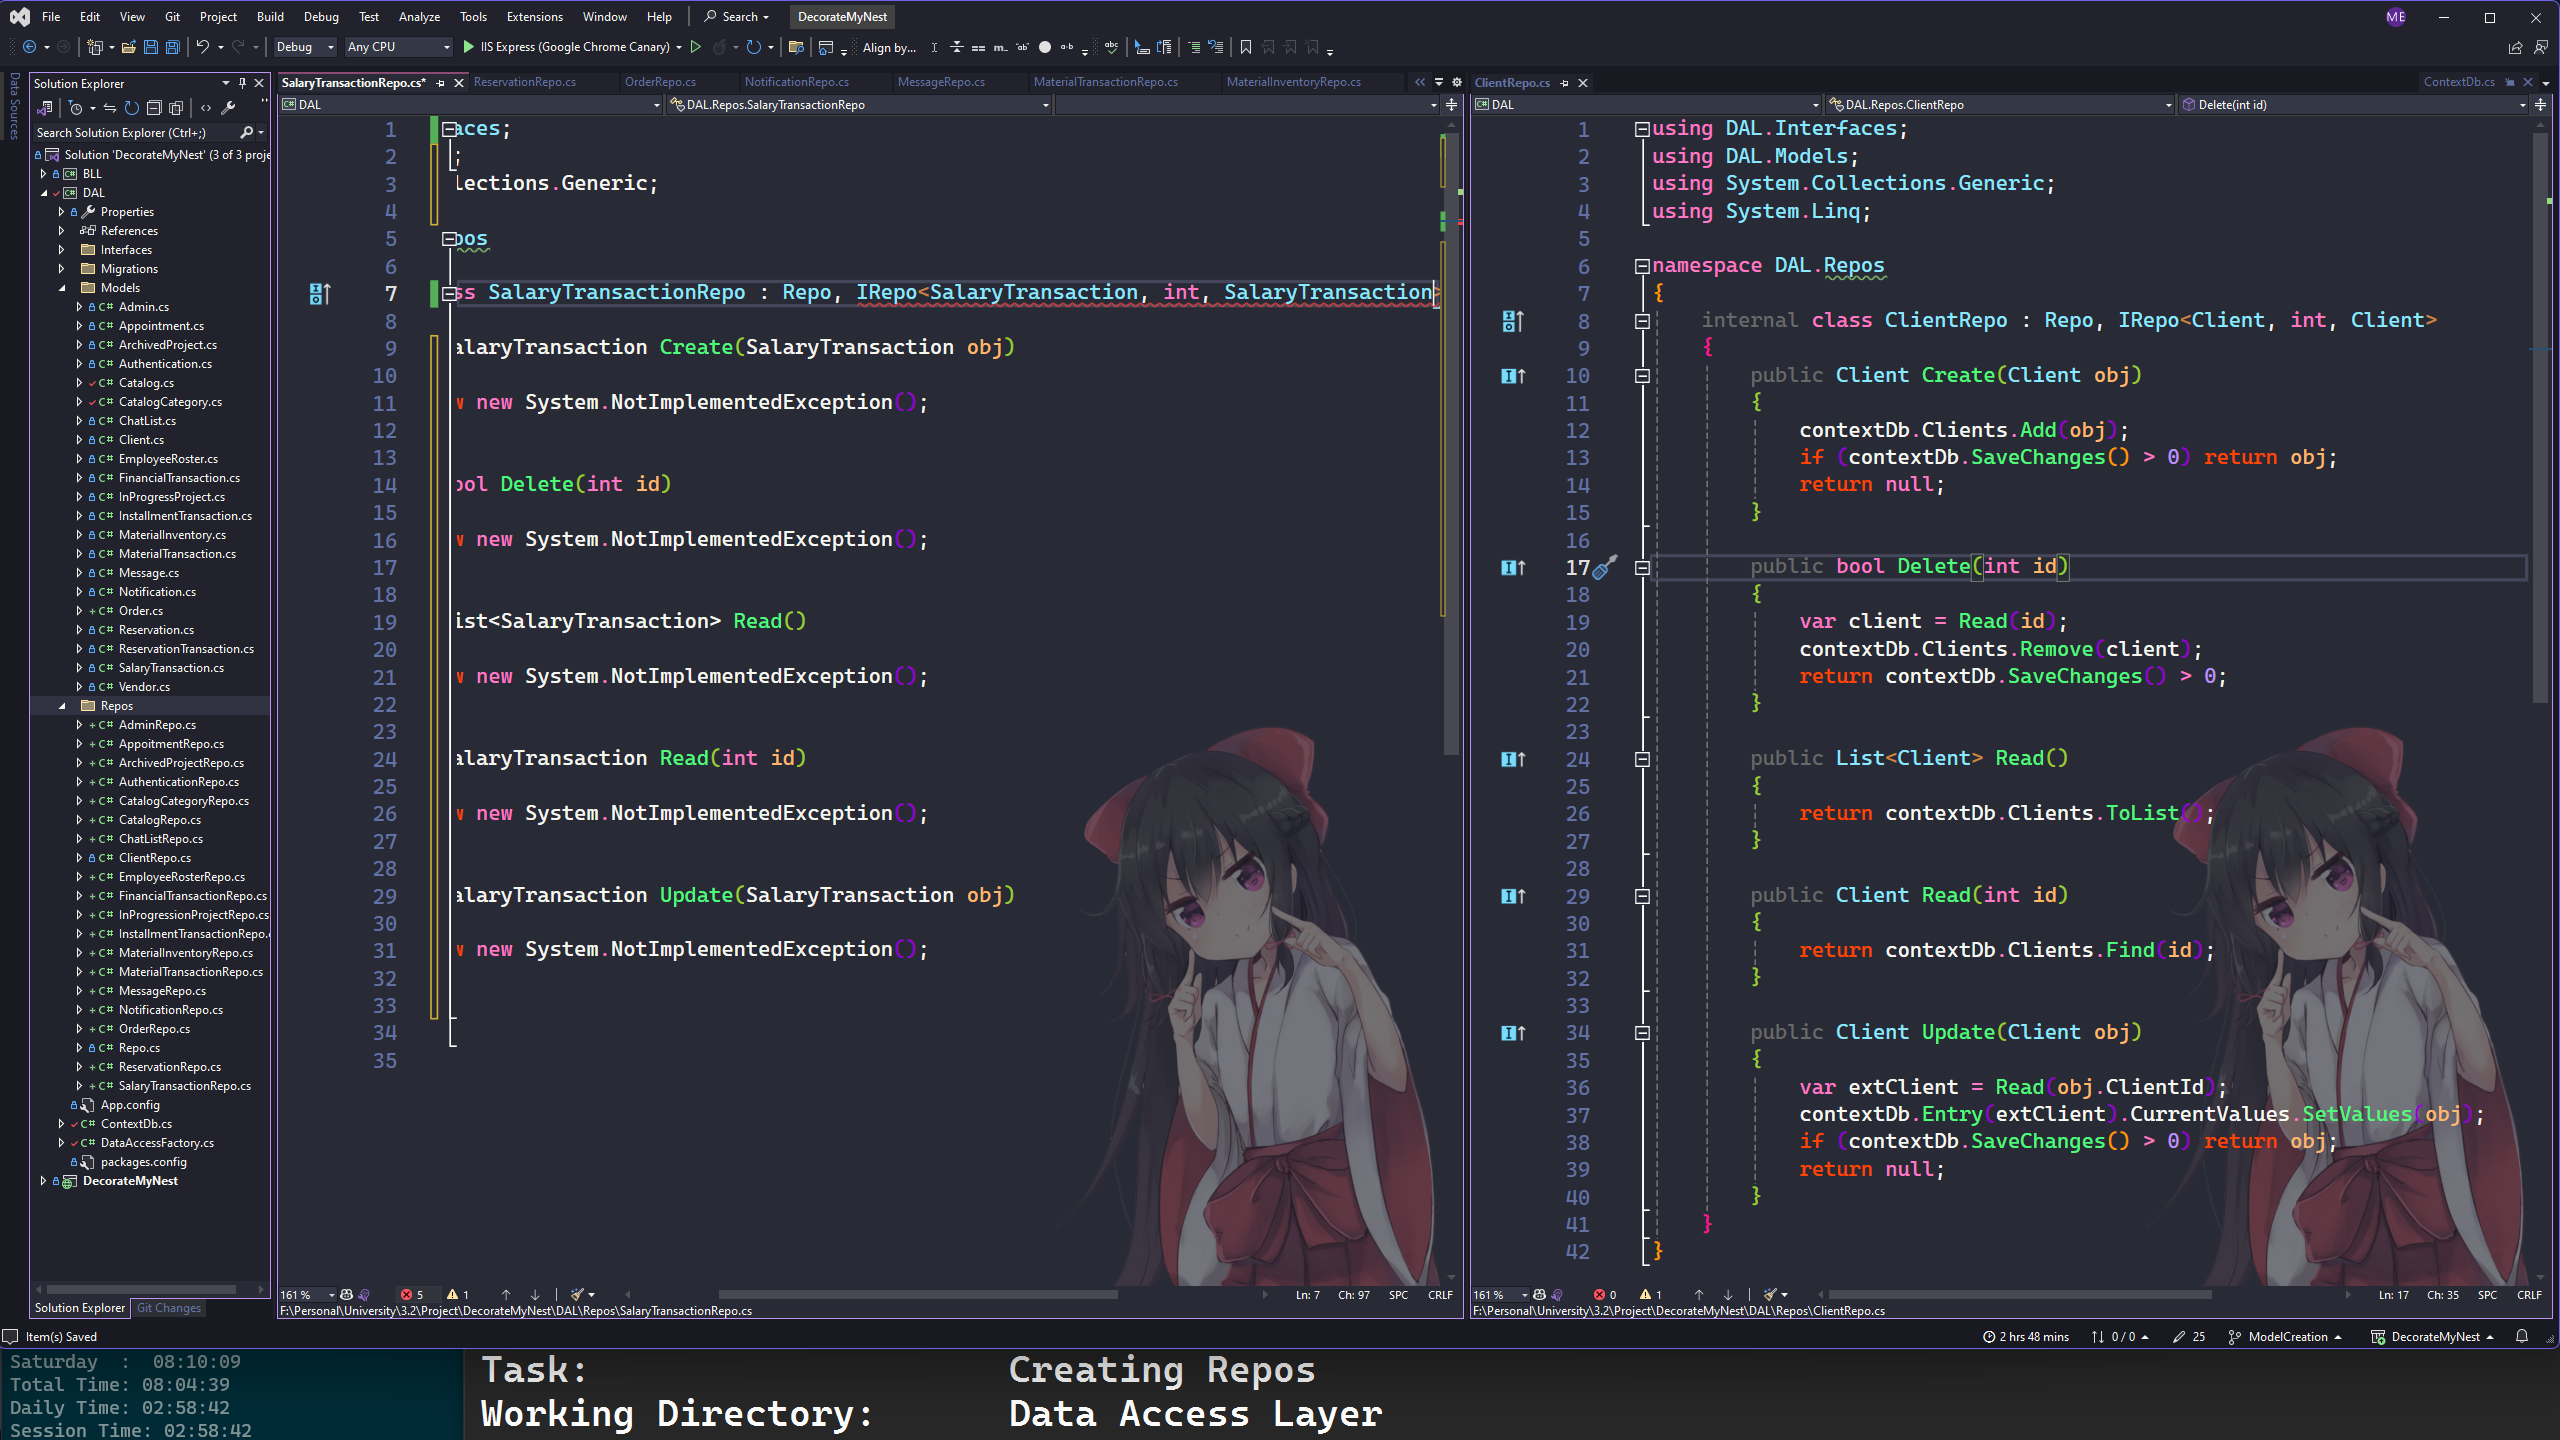 File Edit View Git Project Build Debug Test Analyze Tools Extensions Window Help Search DecorateMyNest ME
Debug Any CPU IIS Express (Google Chrome Canary) Align by...
Data Sources
Solution Explorer
Search Solution Explorer (Ctrl+;)
Solution 'DecorateMyNest' (3 of 3 proje
BLL
DAL
Properties
References
Interfaces
Migrations
Models
Admin.cs
Appointment.cs
ArchivedProject.cs
Authentication.cs
Catalog.cs
CatalogCategory.cs
ChatList.cs
Client.cs
EmployeeRoster.cs
FinancialTransaction.cs
InProgressProject.cs
InstallmentTransaction.cs
MaterialInventory.cs
MaterialTransaction.cs
Message.cs
Notification.cs
Order.cs
Reservation.cs
ReservationTransaction.cs
SalaryTransaction.cs
Vendor.cs
Repos
AdminRepo.cs
AppoitmentRepo.cs
ArchivedProjectRepo.cs
AuthenticationRepo.cs
CatalogCategoryRepo.cs
CatalogRepo.cs
ChatListRepo.cs
ClientRepo.cs
EmployeeRosterRepo.cs
FinancialTransactionRepo.cs
InProgressionProjectRepo.cs
InstallmentTransactionRepo.
MaterialInventoryRepo.cs
MaterialTransactionRepo.cs
MessageRepo.cs
NotificationRepo.cs
OrderRepo.cs
Repo.cs
ReservationRepo.cs
SalaryTransactionRepo.cs
App.config
ContextDb.cs
DataAccessFactory.cs
packages.config
DecorateMyNest
Solution Explorer Git Changes
SalaryTransactionRepo.cs* ReservationRepo.cs OrderRepo.cs NotificationRepo.cs MessageRepo.cs MaterialTransactionRepo.cs MaterialInventoryRepo.cs
DAL DAL.Repos.SalaryTransactionRepo
1 aces;
2 ;
3 lections.Generic;
4
5 pos
6
7 ss SalaryTransactionRepo : Repo, IRepo<SalaryTransaction, int, SalaryTransaction>
8
9 alaryTransaction Create(SalaryTransaction obj)
10
11 w new System.NotImplementedException();
12
13
14 ool Delete(int id)
15
16 w new System.NotImplementedException();
17
18
19 ist<SalaryTransaction> Read()
20
21 w new System.NotImplementedException();
22
23
24 alaryTransaction Read(int id)
25
26 w new System.NotImplementedException();
27
28
29 alaryTransaction Update(SalaryTransaction obj)
30
31 w new System.NotImplementedException();
32
33
34
35
161 % 5 1 Ln: 7 Ch: 97 SPC CRLF
F:\Personal\University\3.2\Project\DecorateMyNest\DAL\Repos\SalaryTransactionRepo.cs
ClientRepo.cs ContextDb.cs
DAL DAL.Repos.ClientRepo Delete(int id)
1 using DAL.Interfaces;
2 using DAL.Models;
3 using System.Collections.Generic;
4 using System.Linq;
5
6 namespace DAL.Repos
7 {
8 internal class ClientRepo : Repo, IRepo<Client, int, Client>
9 {
10 public Client Create(Client obj)
11 {
12 contextDb.Clients.Add(obj);
13 if (contextDb.SaveChanges() > 0) return obj;
14 return null;
15 }
16
17 public bool Delete(int id)
18 {
19 var client = Read(id);
20 contextDb.Clients.Remove(client);
21 return contextDb.SaveChanges() > 0;
22 }
23
24 public List<Client> Read()
25 {
26 return contextDb.Clients.ToList();
27 }
28
29 public Client Read(int id)
30 {
31 return contextDb.Clients.Find(id);
32 }
33
34 public Client Update(Client obj)
35 {
36 var extClient = Read(obj.ClientId);
37 contextDb.Entry(extClient).CurrentValues.SetValues(obj);
38 if (contextDb.SaveChanges() > 0) return obj;
39 return null;
40 }
41 }
42 }
161 % 0 1 Ln: 17 Ch: 35 SPC CRLF
F:\Personal\University\3.2\Project\DecorateMyNest\DAL\Repos\ClientRepo.cs
Item(s) Saved 2 hrs 48 mins 0 / 0 25 ModelCreation DecorateMyNest
Saturday : 08:10:09
Total Time: 08:04:39
Daily Time: 02:58:42
Session Time: 02:58:42
Task: Creating Repos
Working Directory: Data Access Layer